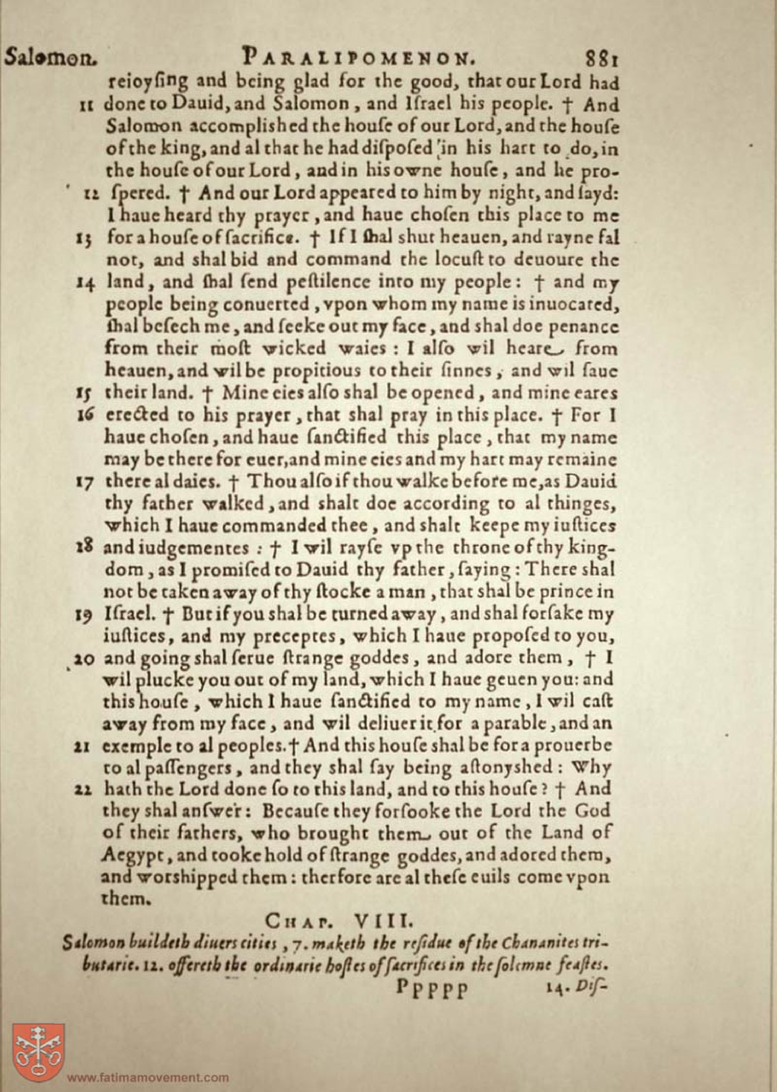 Salomon. PARALIPOMENON. 881
reioyſing and being glad for the good, that our Lord had
11 done to Dauid, and Salomon, and Iſrael his people. † And
Salomon accompliſhed the houſe of our Lord, and the houſe
of the king, and al that he had diſpoſed in his hart to do, in
the houſe of our Lord, and in his owne houſe, and he pro-
12 ſpered. † And our Lord appeared to him by night, and ſayd:
I haue heard thy prayer, and haue choſen this place to me
13 for a houſe of ſacrifice. † If I ſhal shut heauen, and rayne fal
not, and shal bid and command the locuſt to deuoure the
14 land, and ſhal ſend peſtilence into my people: † and my
people being conuerted, vpon whom my name is inuocated,
ſhal beſech me, and ſeeke out my face, and shal doe penance
from their moſt wicked waies: I alſo wil heare from
heauen, and wil be propitious to their ſinnes, and wil ſaue
15 their land. † Mine eies alſo shal be opened, and mine eares
16 erected to his prayer, that shal pray in this place. † For I
haue choſen, and haue ſanctified this place, that my name
may be there for euer, and mine eies and my hart may remaine
17 there al daies. † Thou alſo if thou walke before me, as Dauid
thy father walked, and shalt doe according to al thinges,
which I haue commanded thee, and shalt keepe my iuſtices
18 and iudgementes: † I wil rayſe vp the throne of thy king-
dom, as I promiſed to Dauid thy father, ſaying: There shal
not be taken away of thy ſtocke a man, that shal be prince in
19 Iſrael. † But if you shal be turned away, and shal forſake my
iuſtices, and my preceptes, which I haue propoſed to you,
20 and going shal ſerue ſtrange goddes, and adore them, † I
wil plucke you out of my land, which I haue geuen you: and
this houſe, which I haue ſanctified to my name, I wil caſt
away from my face, and wil deliuer it for a parable, and an
21 exemple to al peoples. † And this houſe shal be for a prouerbe
to al paſſengers, and they shal ſay being aſtonyshed: Why
22 hath the Lord done ſo to this land, and to this houſe? † And
they shal anſwer: Becauſe they forſooke the Lord the God
of their fathers, who brought them out of the Land of
Aegypt, and tooke hold of ſtrange goddes, and adored them,
and worshipped them: therfore are al theſe euils come vpon
them.
CHAP. VIII.
Salomon buildeth diuers cities, 7. maketh the reſidue of the Chananites tri-
butarie. 12. offereth the ordinarie hoſtes of ſacrifices in the ſolemne feaſtes.
Ppppp 14. Diſ-
www.fatimamovement.com